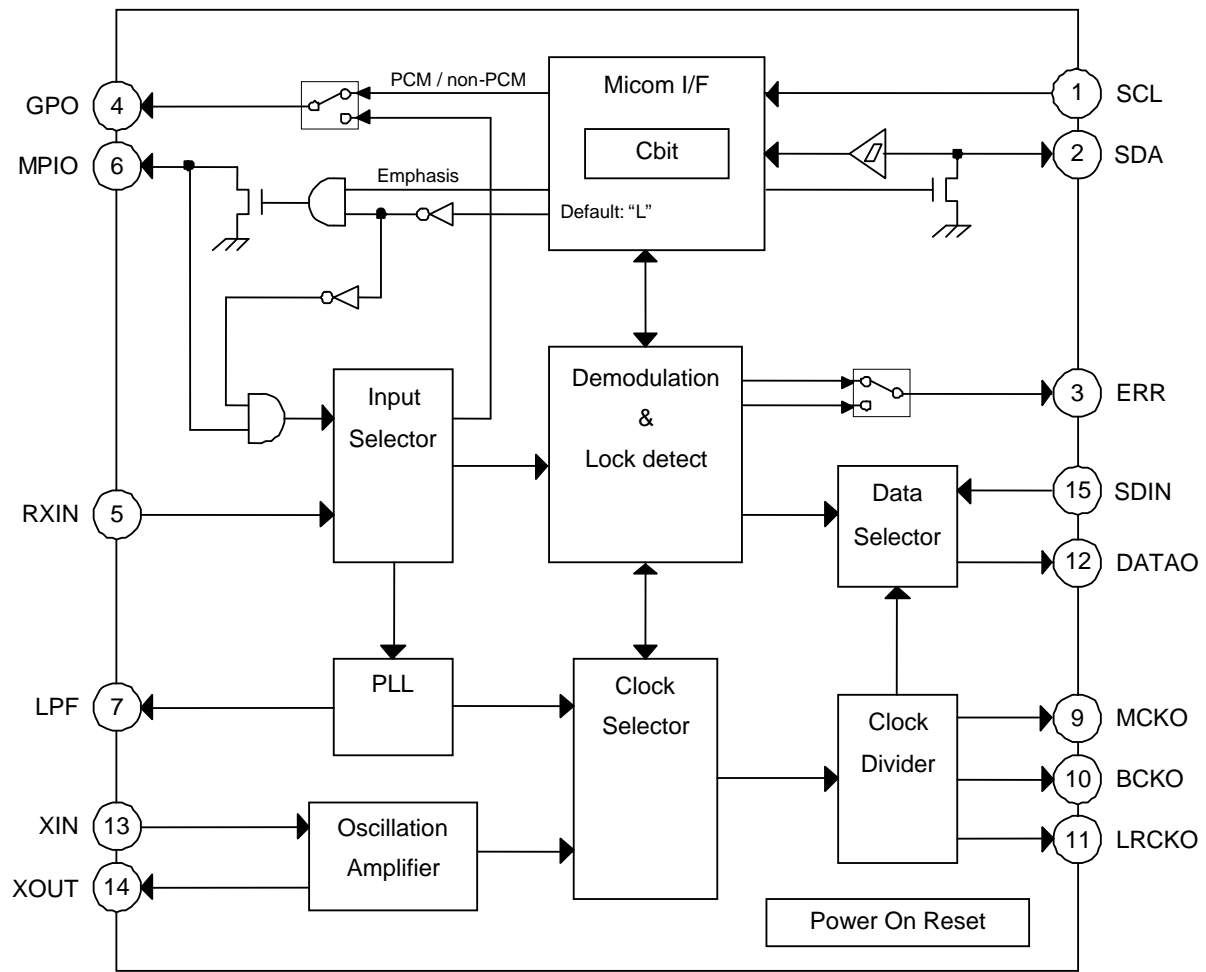 PCM / non-PCM
Micom I/F
Cbit
GPO
4
1
SCL
MPIO
6
2
SDA
Emphasis
Default: “L”
Input
Selector
Demodulation
&
Lock detect
3
ERR
RXIN
5
Data
Selector
15
SDIN
12
DATAO
LPF
7
PLL
Clock
Selector
Clock
Divider
9
MCKO
10
BCKO
11
LRCKO
XIN
13
XOUT
14
Oscillation
Amplifier
Power On Reset